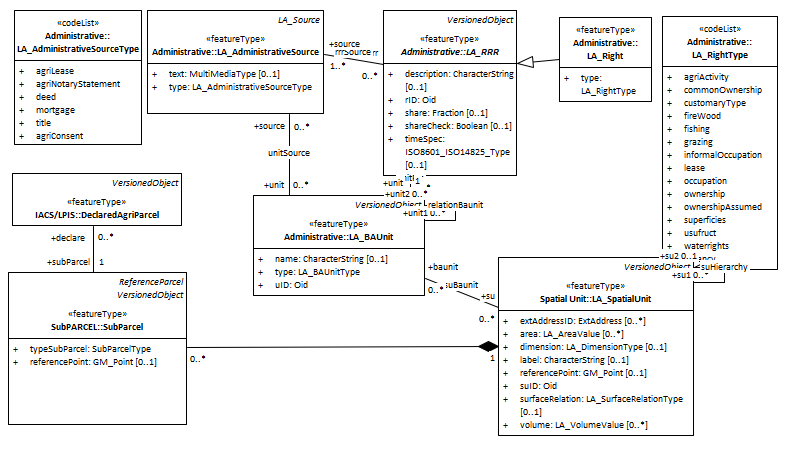 «codeList»
Administrative::
LA_AdministrativeSourceType
+ agriLease
+ agriNotaryStatement
+ deed
+ mortgage
+ title
+ agriConsent
LA_Source
«featureType»
Administrative::LA_AdministrativeSource
+ text: MultiMediaType [0..1]
+ type: LA_AdministrativeSourceType
+source
1..*
0..*
VersionedObject
«featureType»
Administrative::LA_RRR
+ description: CharacterString
[0..1]
+ rID: Oid
+ share: Fraction [0..1]
+ shareCheck: Boolean [0..1]
+ timeSpec:
ISO8601_ISO14825_Type
[0..1]
«featureType»
Administrative::
LA_Right
+ type:
LA_RightType
«codeList»
Administrative::
LA_RightType
+ agriActivity
+ commonOwnership
+ customaryType
+ fireWood
+ fishing
+ grazing
+ informalOccupation
+ lease
+ occupation
+ ownership
+ ownershipAssumed
+ superficies
+ usufruct
+ waterrights
+source 0..*
unitSource
+unit 0..*
+unit 1
+unit2 0..*
relationBaunit
+unit1 0..*
VersionedObject
«featureType»
IACS/LPIS::DeclaredAgriParcel
+declare 0..*
+subParcel 1
VersionedObject
«featureType»
Administrative::LA_BAUnit
+ name: CharacterString [0..1]
+ type: LA_BAUnitType
+ uID: Oid
+baunit
0..*
suBaunit
+su
0..*
ReferenceParcel
VersionedObject
«featureType»
SubPARCEL::SubParcel
+ typeSubParcel: SubParcelType
+ referencePoint: GM_Point [0..1]
0..*
1
+su2 0..1
suHierarchy
+su1 0..*
VersionedObject
«featureType»
Spatial Unit::LA_SpatialUnit
+ extAddressID: ExtAddress [0..*]
+ area: LA_AreaValue [0..*]
+ dimension: LA_DimensionType [0..1]
+ label: CharacterString [0..1]
+ referencePoint: GM_Point [0..1]
+ suID: Oid
+ surfaceRelation: LA_SurfaceRelationType
[0..1]
+ volume: LA_VolumeValue [0..*]